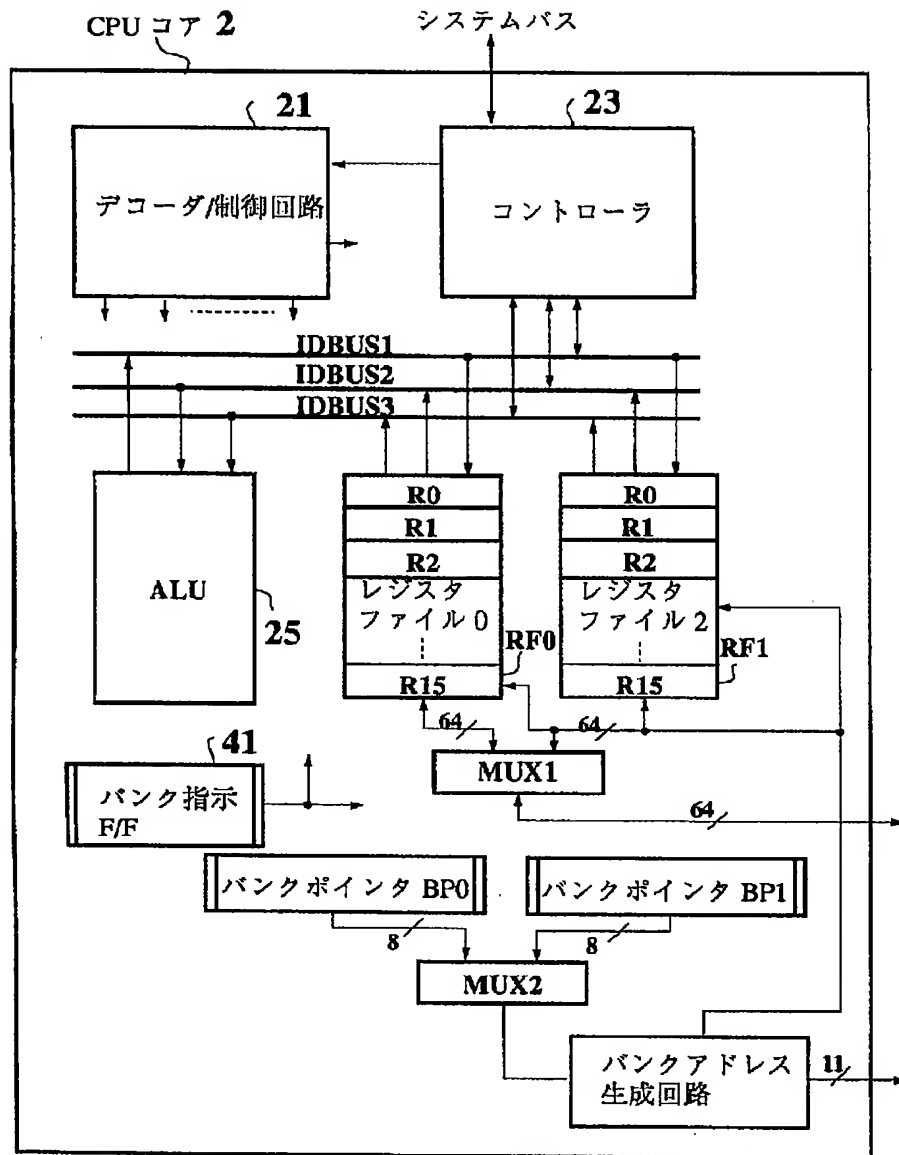 CPU コア 2
システムバス
21
23
デコーダ/制御回路
コントローラ
IDBUS1
IDBUS2
IDBUS3
R0
R1
R2
レジスタ
ファイル0
R15
RF0
R0
R1
R2
レジスタ
ファイル2
R15
RF1
ALU
25
64
64
MUX1
64
41
バンク指示
F/F
バンクポインタ BP0
バンクポインタ BP1
8
8
MUX2
バンクアドレス
生成回路
11